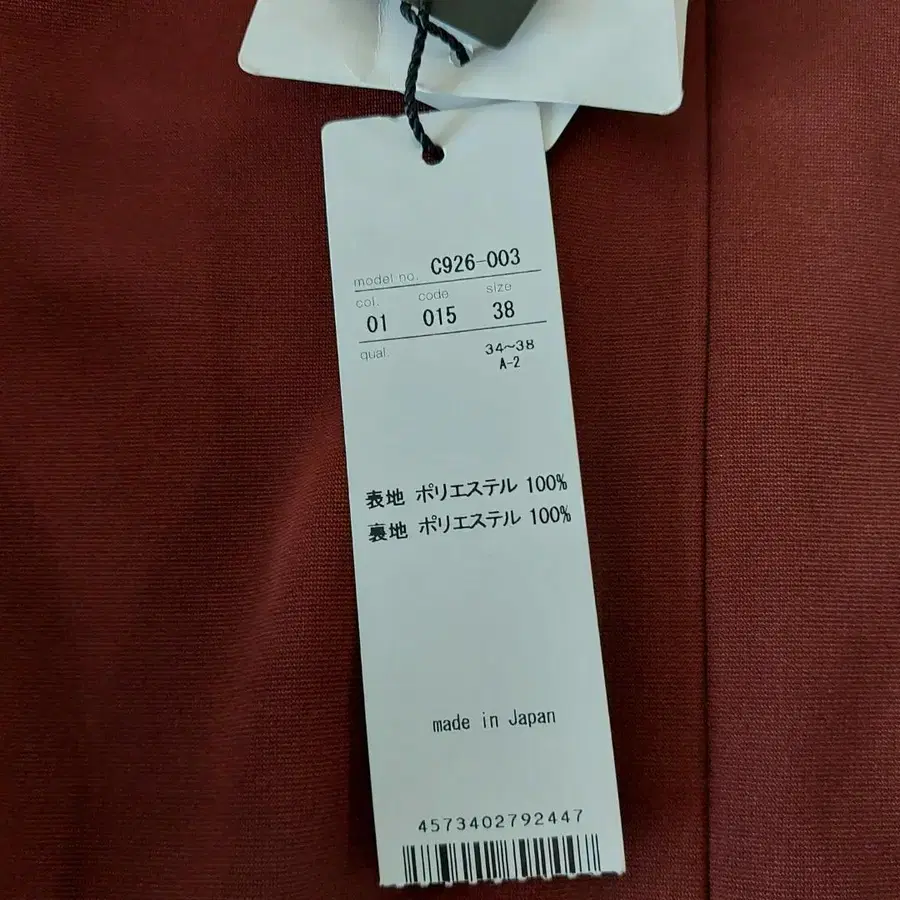 model no. C926-003
col. code size
01 015 38
qual. 34~38
A-2
表地 ポリエステル 100%
裏地 ポリエステル 100%
made in Japan
4573402792447